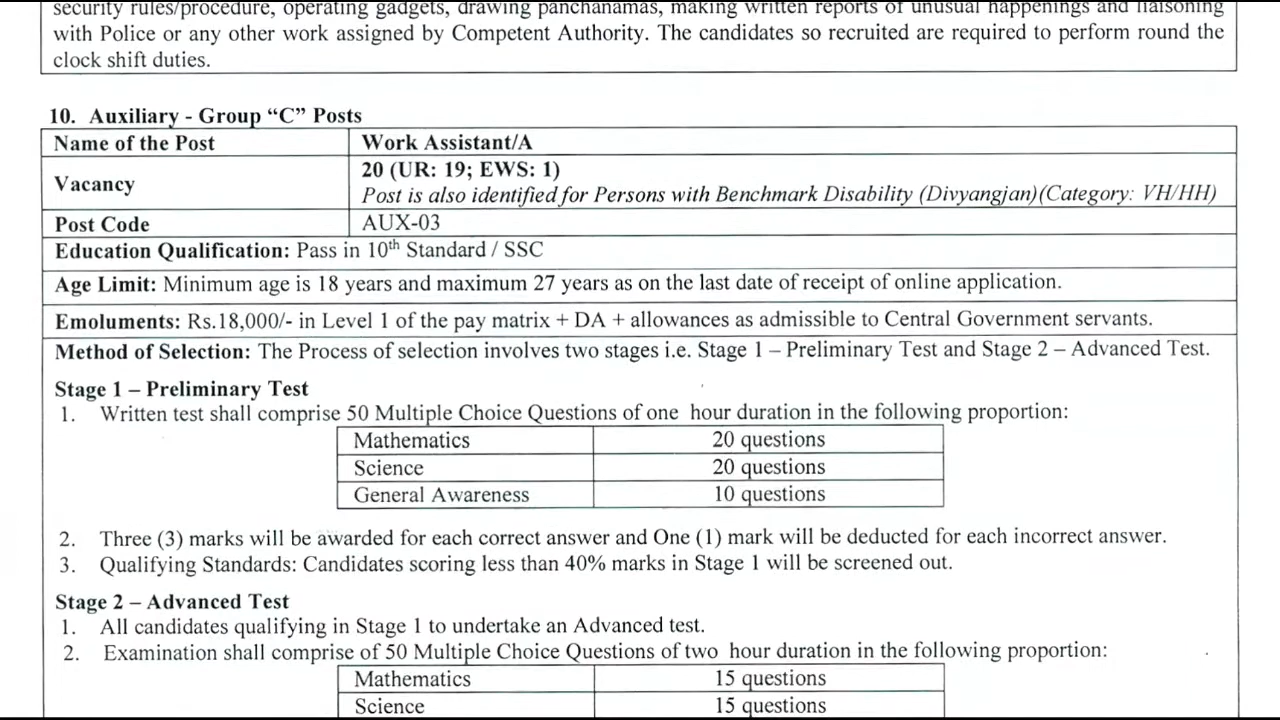 security rules/procedure, operating gadgets, drawing panchanamas, making written reports of unusual happenings and liaisoning
with Police or any other work assigned by Competent Authority. The candidates so recruited are required to perform round the
clock shift duties.
10. Auxiliary - Group “C” Posts
Name of the Post Work Assistant/A
Vacancy 20 (UR: 19; EWS: 1)
Post is also identified for Persons with Benchmark Disability (Divyangjan)(Category: VH/HH)
Post Code AUX-03
Education Qualification: Pass in 10th Standard / SSC
Age Limit: Minimum age is 18 years and maximum 27 years as on the last date of receipt of online application.
Emoluments: Rs.18,000/- in Level 1 of the pay matrix + DA + allowances as admissible to Central Government servants.
Method of Selection: The Process of selection involves two stages i.e. Stage 1 – Preliminary Test and Stage 2 – Advanced Test.
Stage 1 – Preliminary Test
1. Written test shall comprise 50 Multiple Choice Questions of one hour duration in the following proportion:
Mathematics 20 questions
Science 20 questions
General Awareness 10 questions
2. Three (3) marks will be awarded for each correct answer and One (1) mark will be deducted for each incorrect answer.
3. Qualifying Standards: Candidates scoring less than 40% marks in Stage 1 will be screened out.
Stage 2 – Advanced Test
1. All candidates qualifying in Stage 1 to undertake an Advanced test.
2. Examination shall comprise of 50 Multiple Choice Questions of two hour duration in the following proportion:
Mathematics 15 questions
Science 15 questions